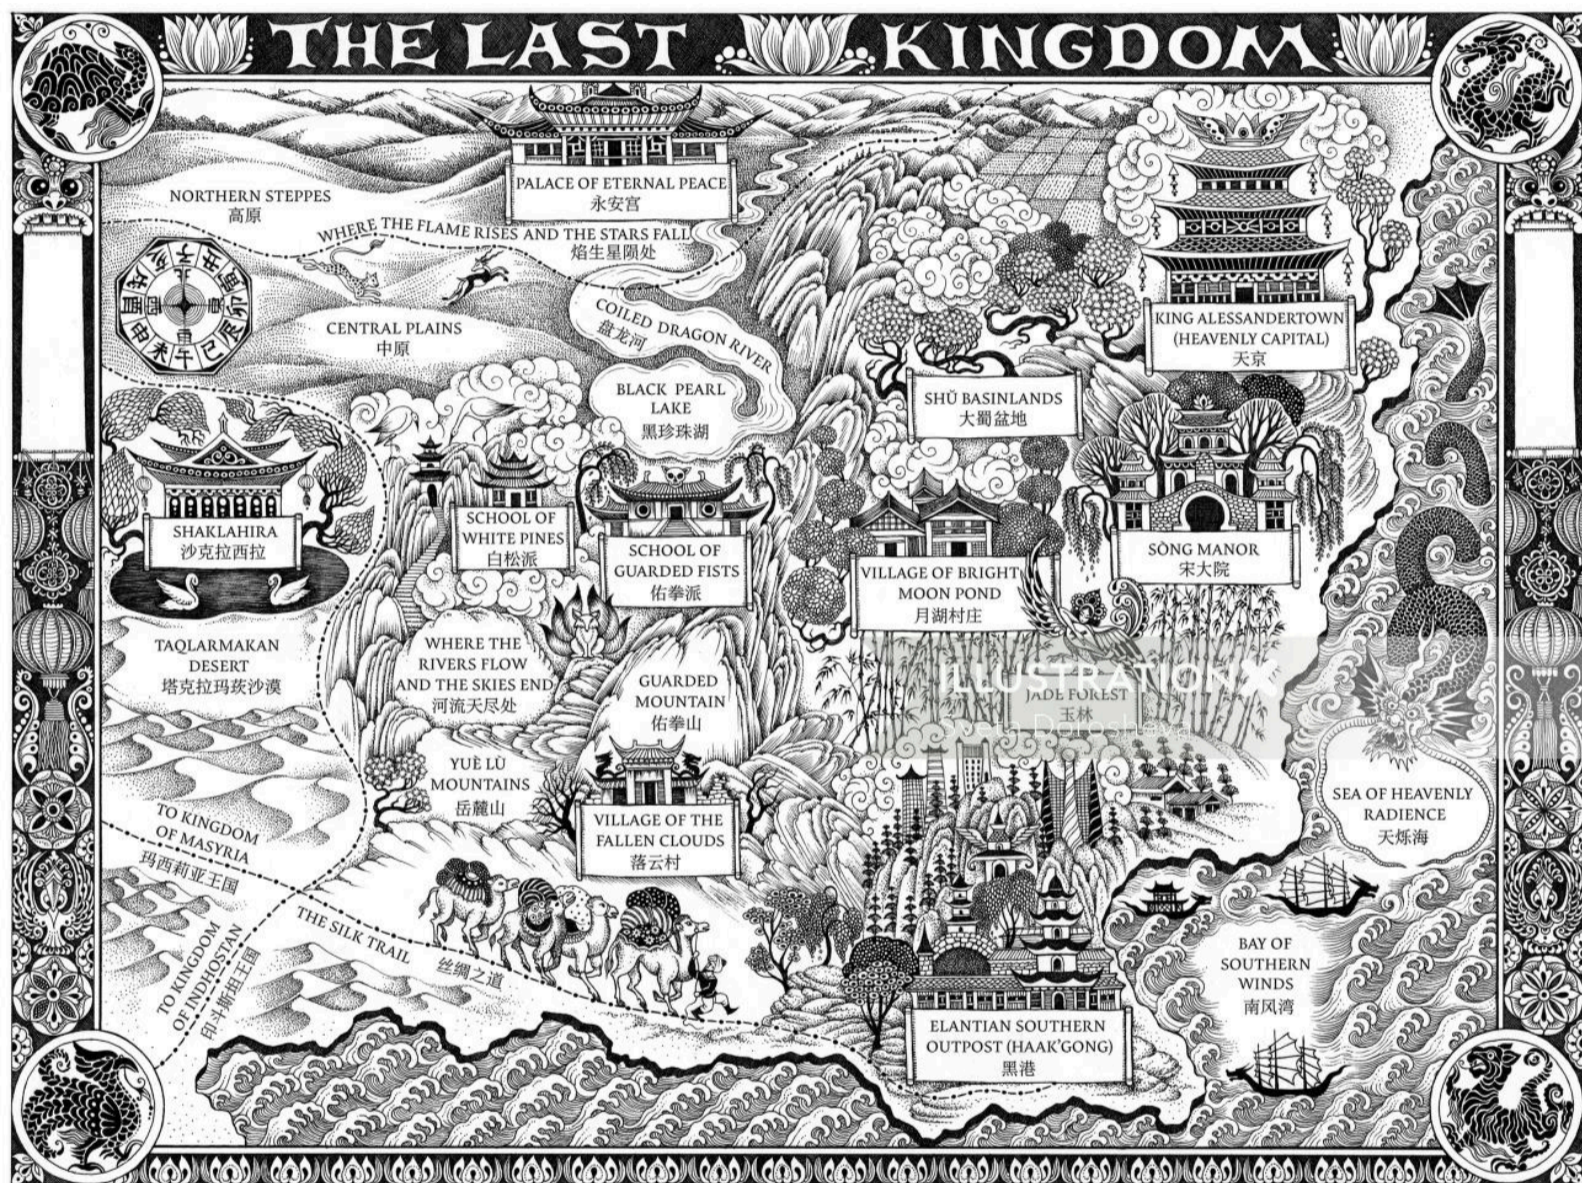 THE LAST KINGDOM
NORTHERN STEPPES
高原
PALACE OF ETERNAL PEACE
永安宫
WHERE THE FLAME RISES AND THE STARS FALL
焰生星陨处
COILED DRAGON RIVER
盘龙河
CENTRAL PLAINS
中原
KING ALESSANDERTOWN
(HEAVENLY CAPITAL)
天京
BLACK PEARL
LAKE
黑珍珠湖
SHǓ BASINLANDS
大蜀盆地
SHAKLAHIRA
沙克拉西拉
SCHOOL OF
WHITE PINES
白松派
SCHOOL OF
GUARDED FISTS
佑拳派
VILLAGE OF BRIGHT
MOON POND
月湖村庄
SÒNG MANOR
宋大院
TAQLARMAKAN
DESERT
塔克拉玛茨沙漠
WHERE THE
RIVERS FLOW
AND THE SKIES END
河流天尽处
GUARDED
MOUNTAIN
佑拳山
ILLUSTRATIONX
JADE FOREST
玉林
Sveta Dorosheva
YUÈ LÙ
MOUNTAINS
岳麓山
VILLAGE OF THE
FALLEN CLOUDS
落云村
SEA OF HEAVENLY
RADIENCE
天烁海
TO KINGDOM
OF MASYRIA
玛西莉亚王国
TO KINGDOM
OF INDHOSTAN
印斗斯坦王国
THE SILK TRAIL
丝绸之道
BAY OF
SOUTHERN
WINDS
南风湾
ELANTIAN SOUTHERN
OUTPOST (HAAK'GONG)
黑港